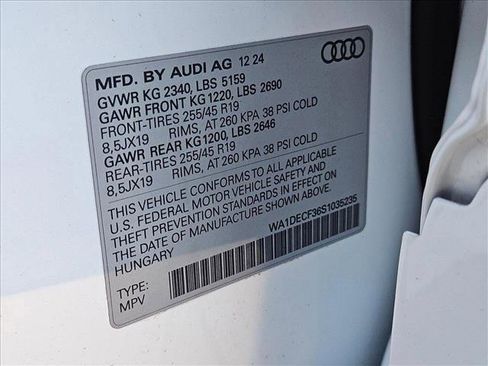 MFD. BY AUDI AG 12 24
GVWR KG 2340, LBS 5159
GAWR FRONT KG1220, LBS 2690
FRONT-TIRES 255/45 R19
8,5JX19 RIMS, AT 260 KPA 38 PSI COLD
GAWR REAR KG1200, LBS 2646
REAR-TIRES 255/45 R19
8,5JX19 RIMS, AT 260 KPA 38 PSI COLD
THIS VEHICLE CONFORMS TO ALL APPLICABLE
U.S. FEDERAL MOTOR VEHICLE SAFETY AND
THEFT PREVENTION STANDARDS IN EFFECT ON
THE DATE OF MANUFACTURE SHOWN ABOVE.
HUNGARY
WA1DECF36S1035235
TYPE:
MPV